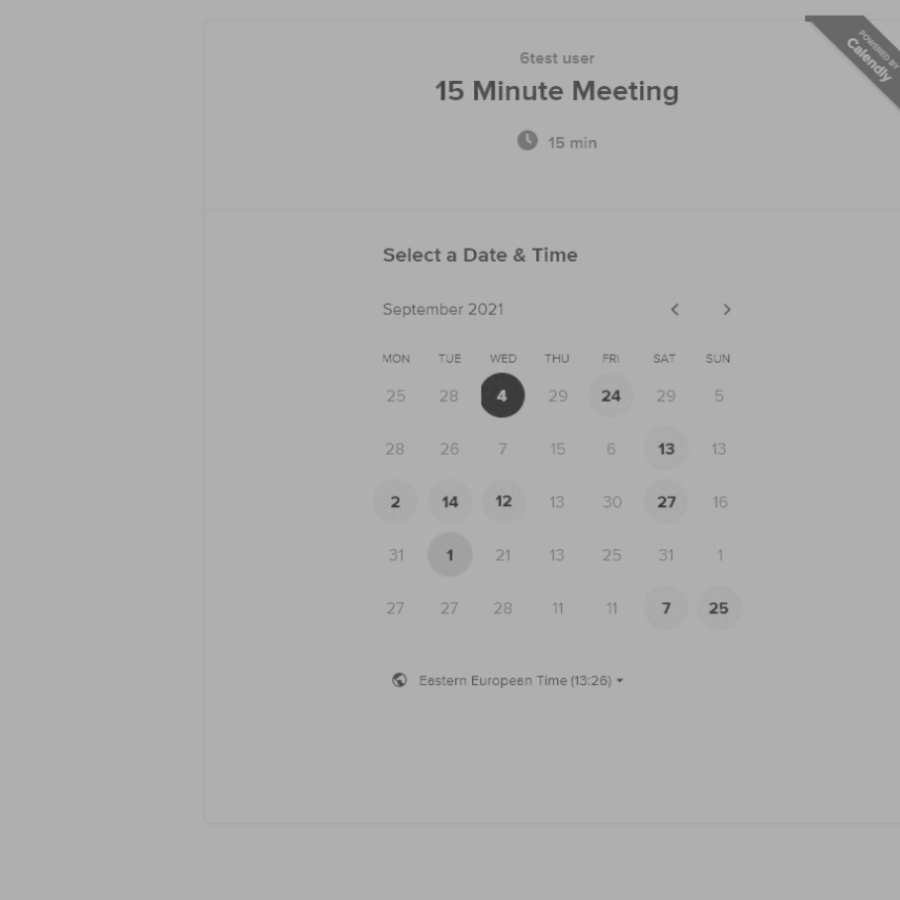 POWERED BY
Calendly
6test user
15 Minute Meeting
15 min
Select a Date & Time
September 2021
MON TUE WED THU FRI SAT SUN
25 28 4 29 24 29 5
28 26 7 15 6 13 13
2 14 12 13 30 27 16
31 1 21 13 25 31 1
27 27 28 11 11 7 25
Eastern European Time (13:26)